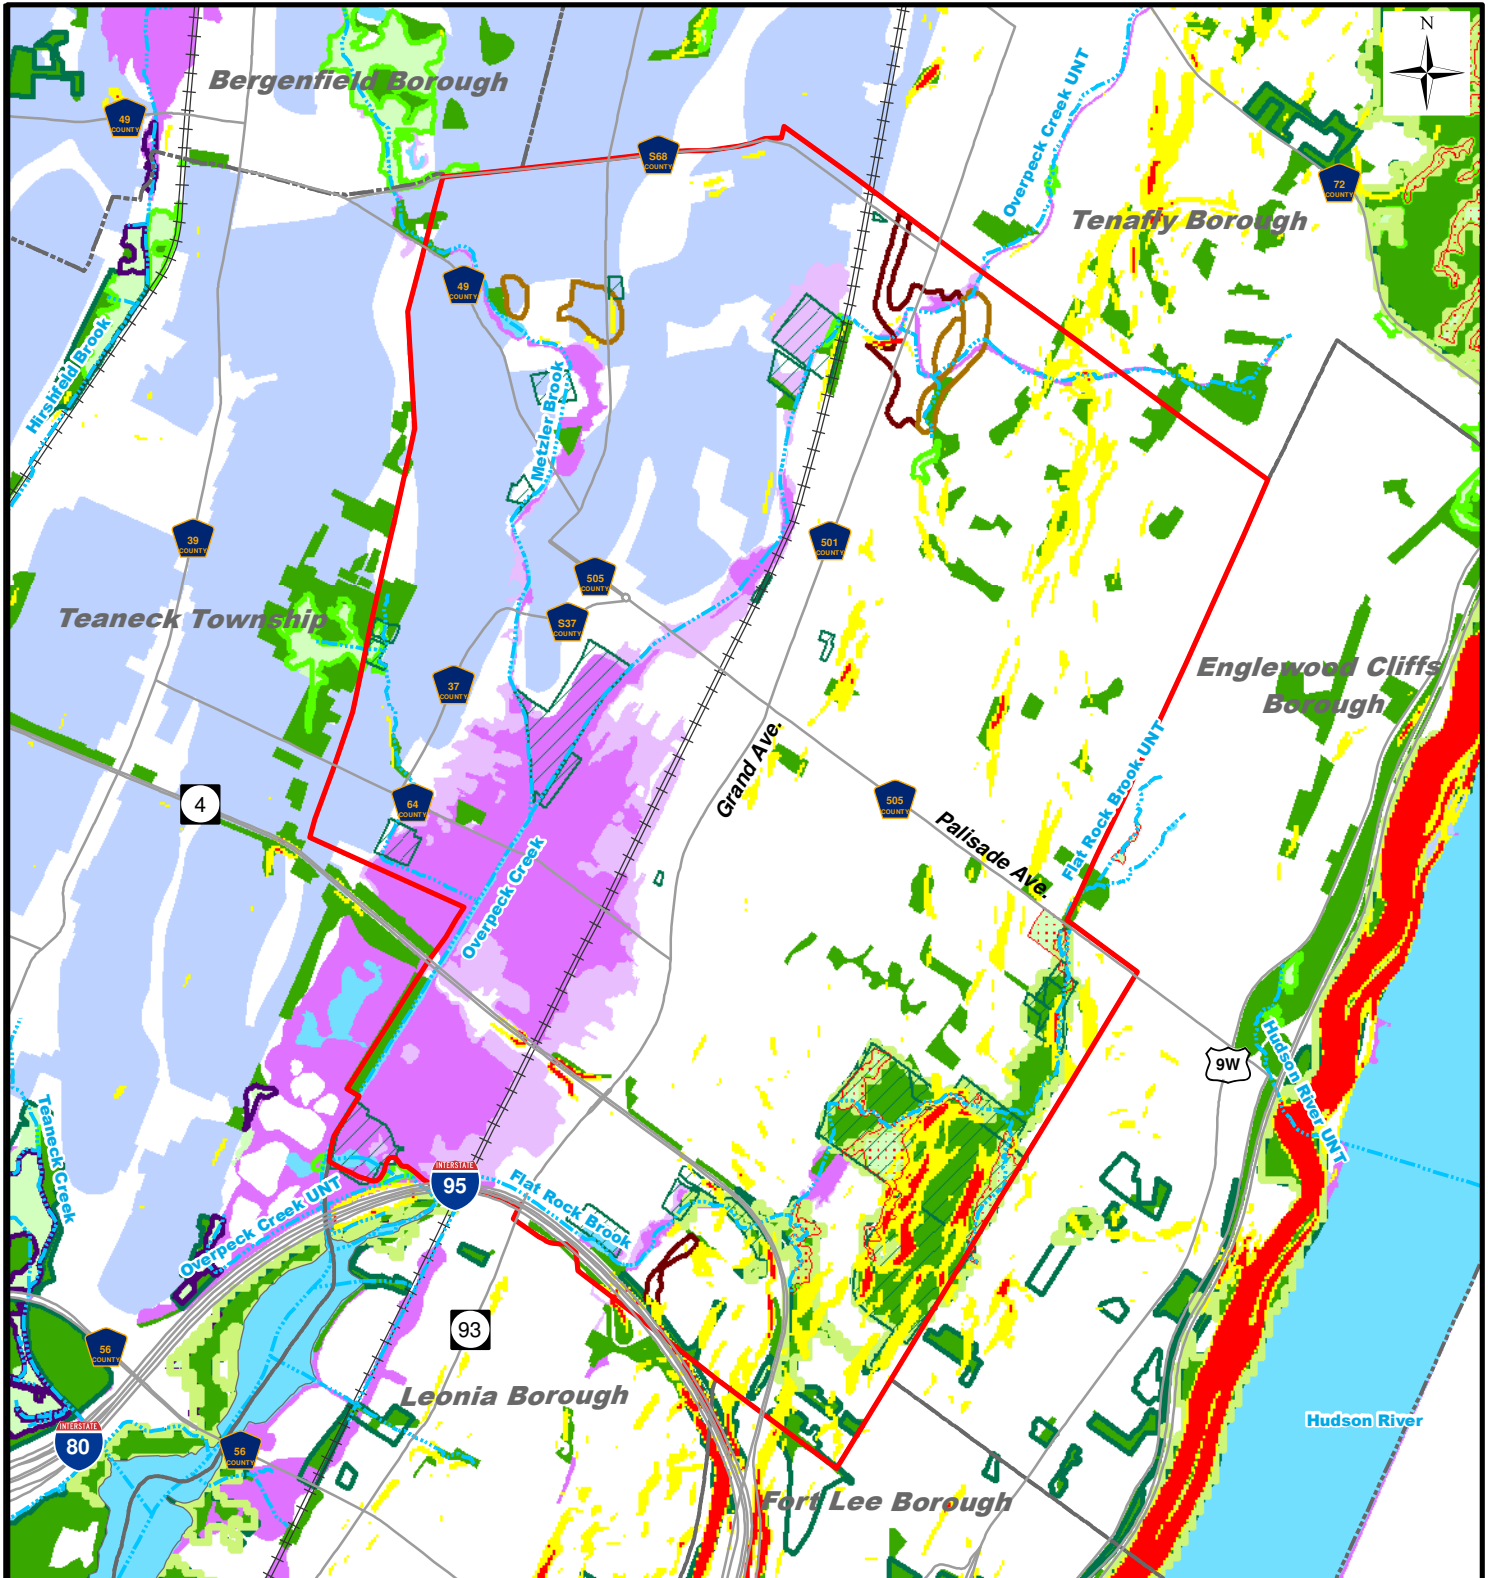 N
Bergenfield Borough
49
COUNTY
S68
COUNTY
Overpeck Creek UNT
72
COUNTY
Tenafly Borough
49
COUNTY
Hirshfeld Brook
Metzler Brook
39
COUNTY
501
COUNTY
505
COUNTY
S37
COUNTY
Teaneck Township
37
COUNTY
Englewood Cliffs
Borough
Grand Ave.
Flat Rock Brook UNT
4
64
COUNTY
505
COUNTY
Palisade Ave.
Overpeck Creek
Hudson River UNT
9W
Teaneck Creek
INTERSTATE
95
Overpeck Creek UNT
Flat Rock Brook
93
56
COUNTY
Leonia Borough
Hudson River
INTERSTATE
80
56
COUNTY
Fort Lee Borough